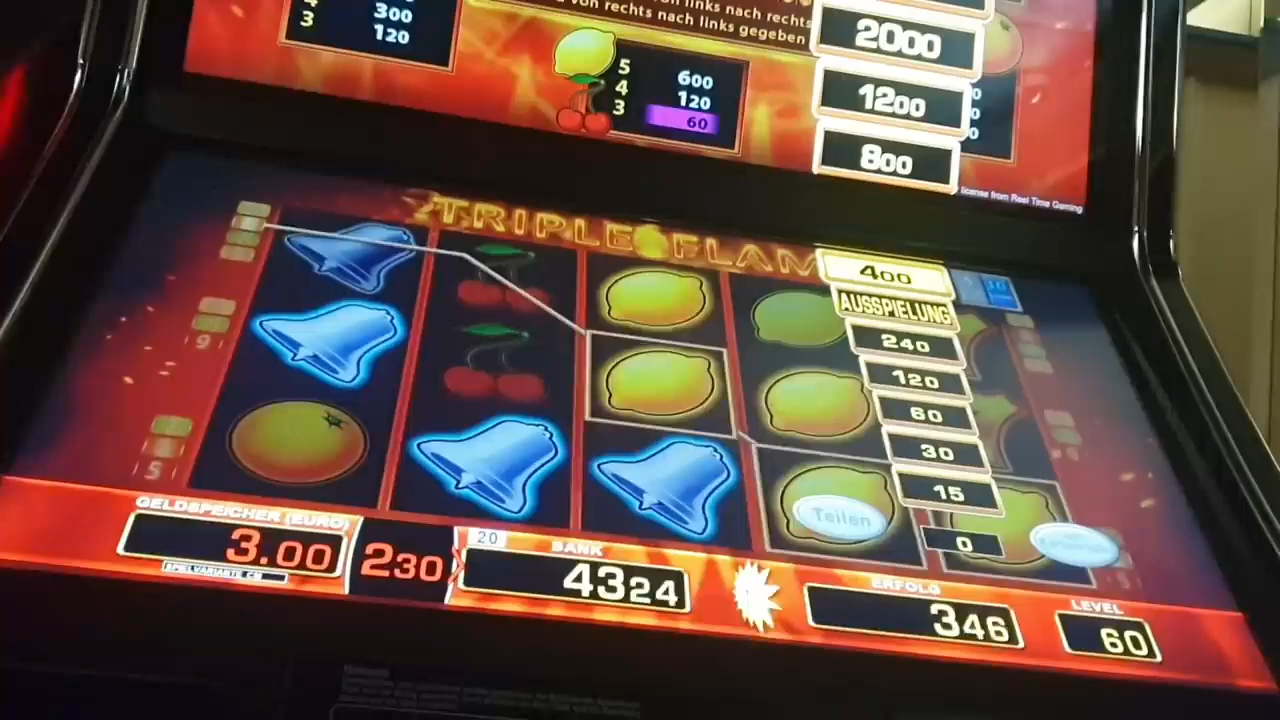 4 300
3 120
links nach rechts
von rechts nach links gegeben
5 600
4 120
3 60
2000
1200
800
license from Real Time Gaming
TRIPLE FLAM
400
AUSSPIELUNG
240
120
60
30
15
0
9
5
Teilen
GELDSPEICHER (EURO)
3.00
230
20
BANK
4324
ERFOLG
346
LEVEL
60